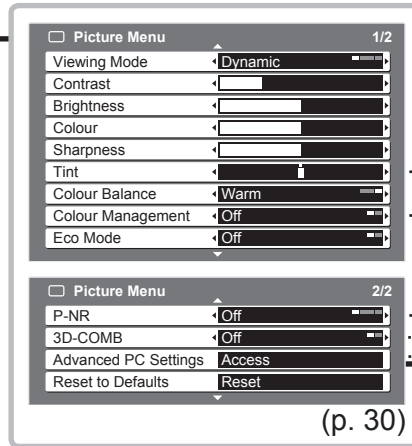 Picture Menu 1/2
Viewing Mode Dynamic
Contrast
Brightness
Colour
Sharpness
Tint
Colour Balance Warm
Colour Management Off
Eco Mode Off
Picture Menu 2/2
P-NR Off
3D-COMB Off
Advanced PC Settings Access
Reset to Defaults Reset
(p. 30)